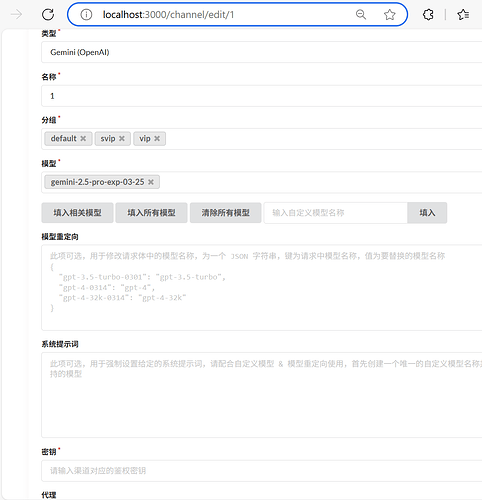 localhost:3000/channel/edit/1
类型 *
Gemini (OpenAI)
名称 *
1
分组 *
default ✖ svip ✖ vip ✖
模型 *
gemini-2.5-pro-exp-03-25 ✖
填入相关模型 填入所有模型 清除所有模型 输入自定义模型名称 填入
模型重定向
此项可选，用于修改请求体中的模型名称，为一个 JSON 字符串，键为请求中模型名称，值为要替换的模型名称
{
"gpt-3.5-turbo-0301": "gpt-3.5-turbo",
"gpt-4-0314": "gpt-4",
"gpt-4-32k-0314": "gpt-4-32k"
}
系统提示词
此项可选，用于强制设置给定的系统提示词，请配合自定义模型 & 模型重定向使用，首先创建一个唯一的自定义模型名称
持的模型
密钥 *
请输入渠道对应的鉴权密钥
代理